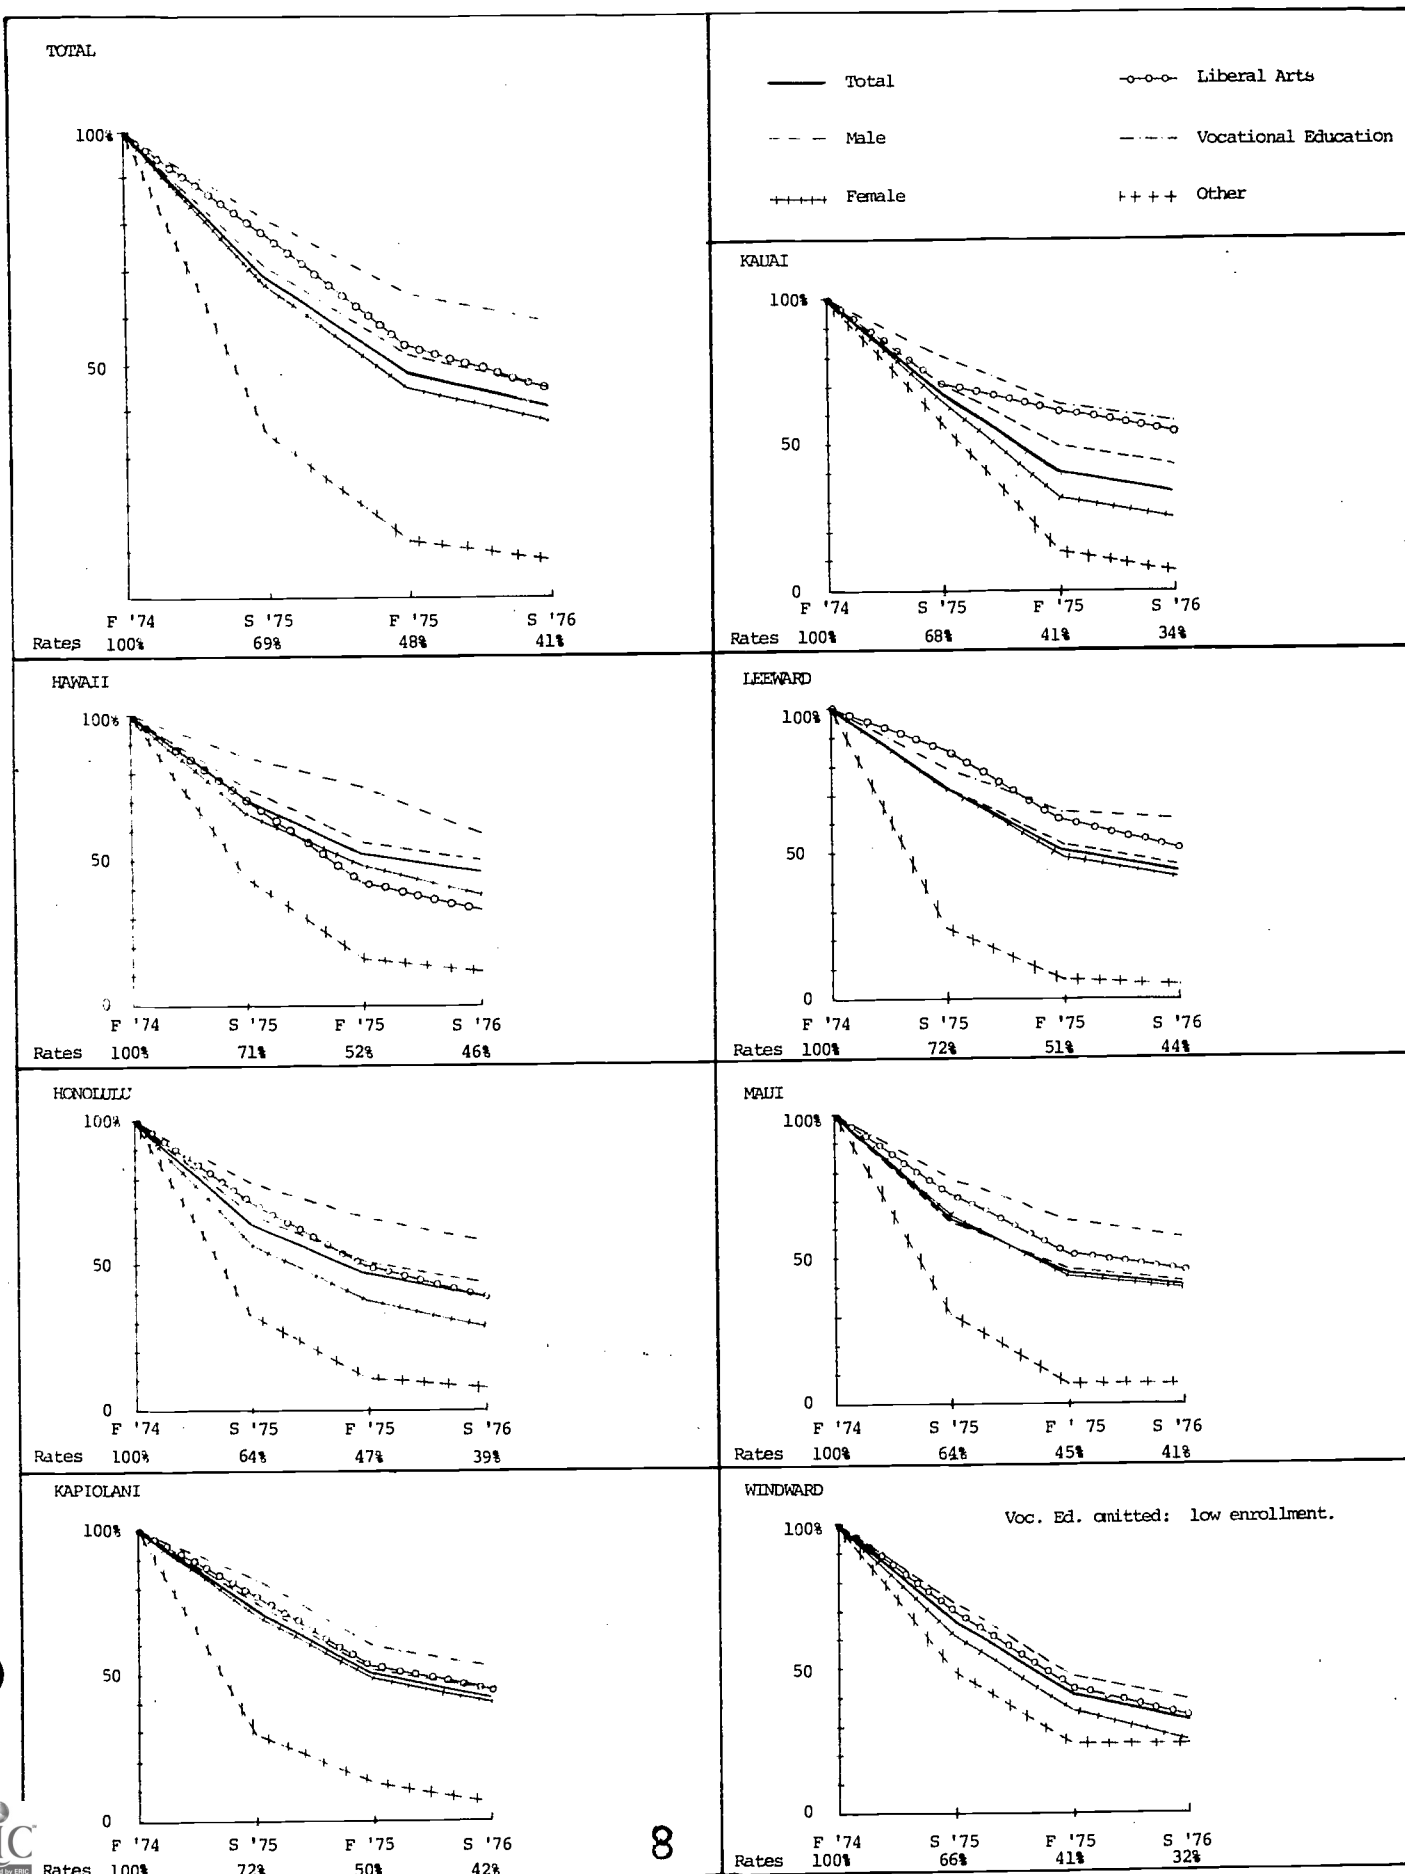 TOTAL
100%
50
F '74 S '75 F '75 S '76
Rates 100% 69% 48% 41%
Total Liberal Arts
Male Vocational Education
Female Other
KAUAI
100%
50
0
F '74 S '75 F '75 S '76
Rates 100% 68% 41% 34%
HAWAII
100%
50
0
F '74 S '75 F '75 S '76
Rates 100% 71% 52% 46%
LEEWARD
100%
50
0
F '74 S '75 F '75 S '76
Rates 100% 72% 51% 44%
HONOLULU
100%
50
0
F '74 S '75 F '75 S '76
Rates 100% 64% 47% 39%
MAUI
100%
50
0
F '74 S '75 F '75 S '76
Rates 100% 64% 45% 41%
KAPIOLANI
100%
50
0
F '74 S '75 F '75 S '76
Rates 100% 72% 50% 42%
WINDWARD
Voc. Ed. omitted: low enrollment.
100%
50
0
F '74 S '75 F '75 S '76
Rates 100% 66% 41% 32%
8